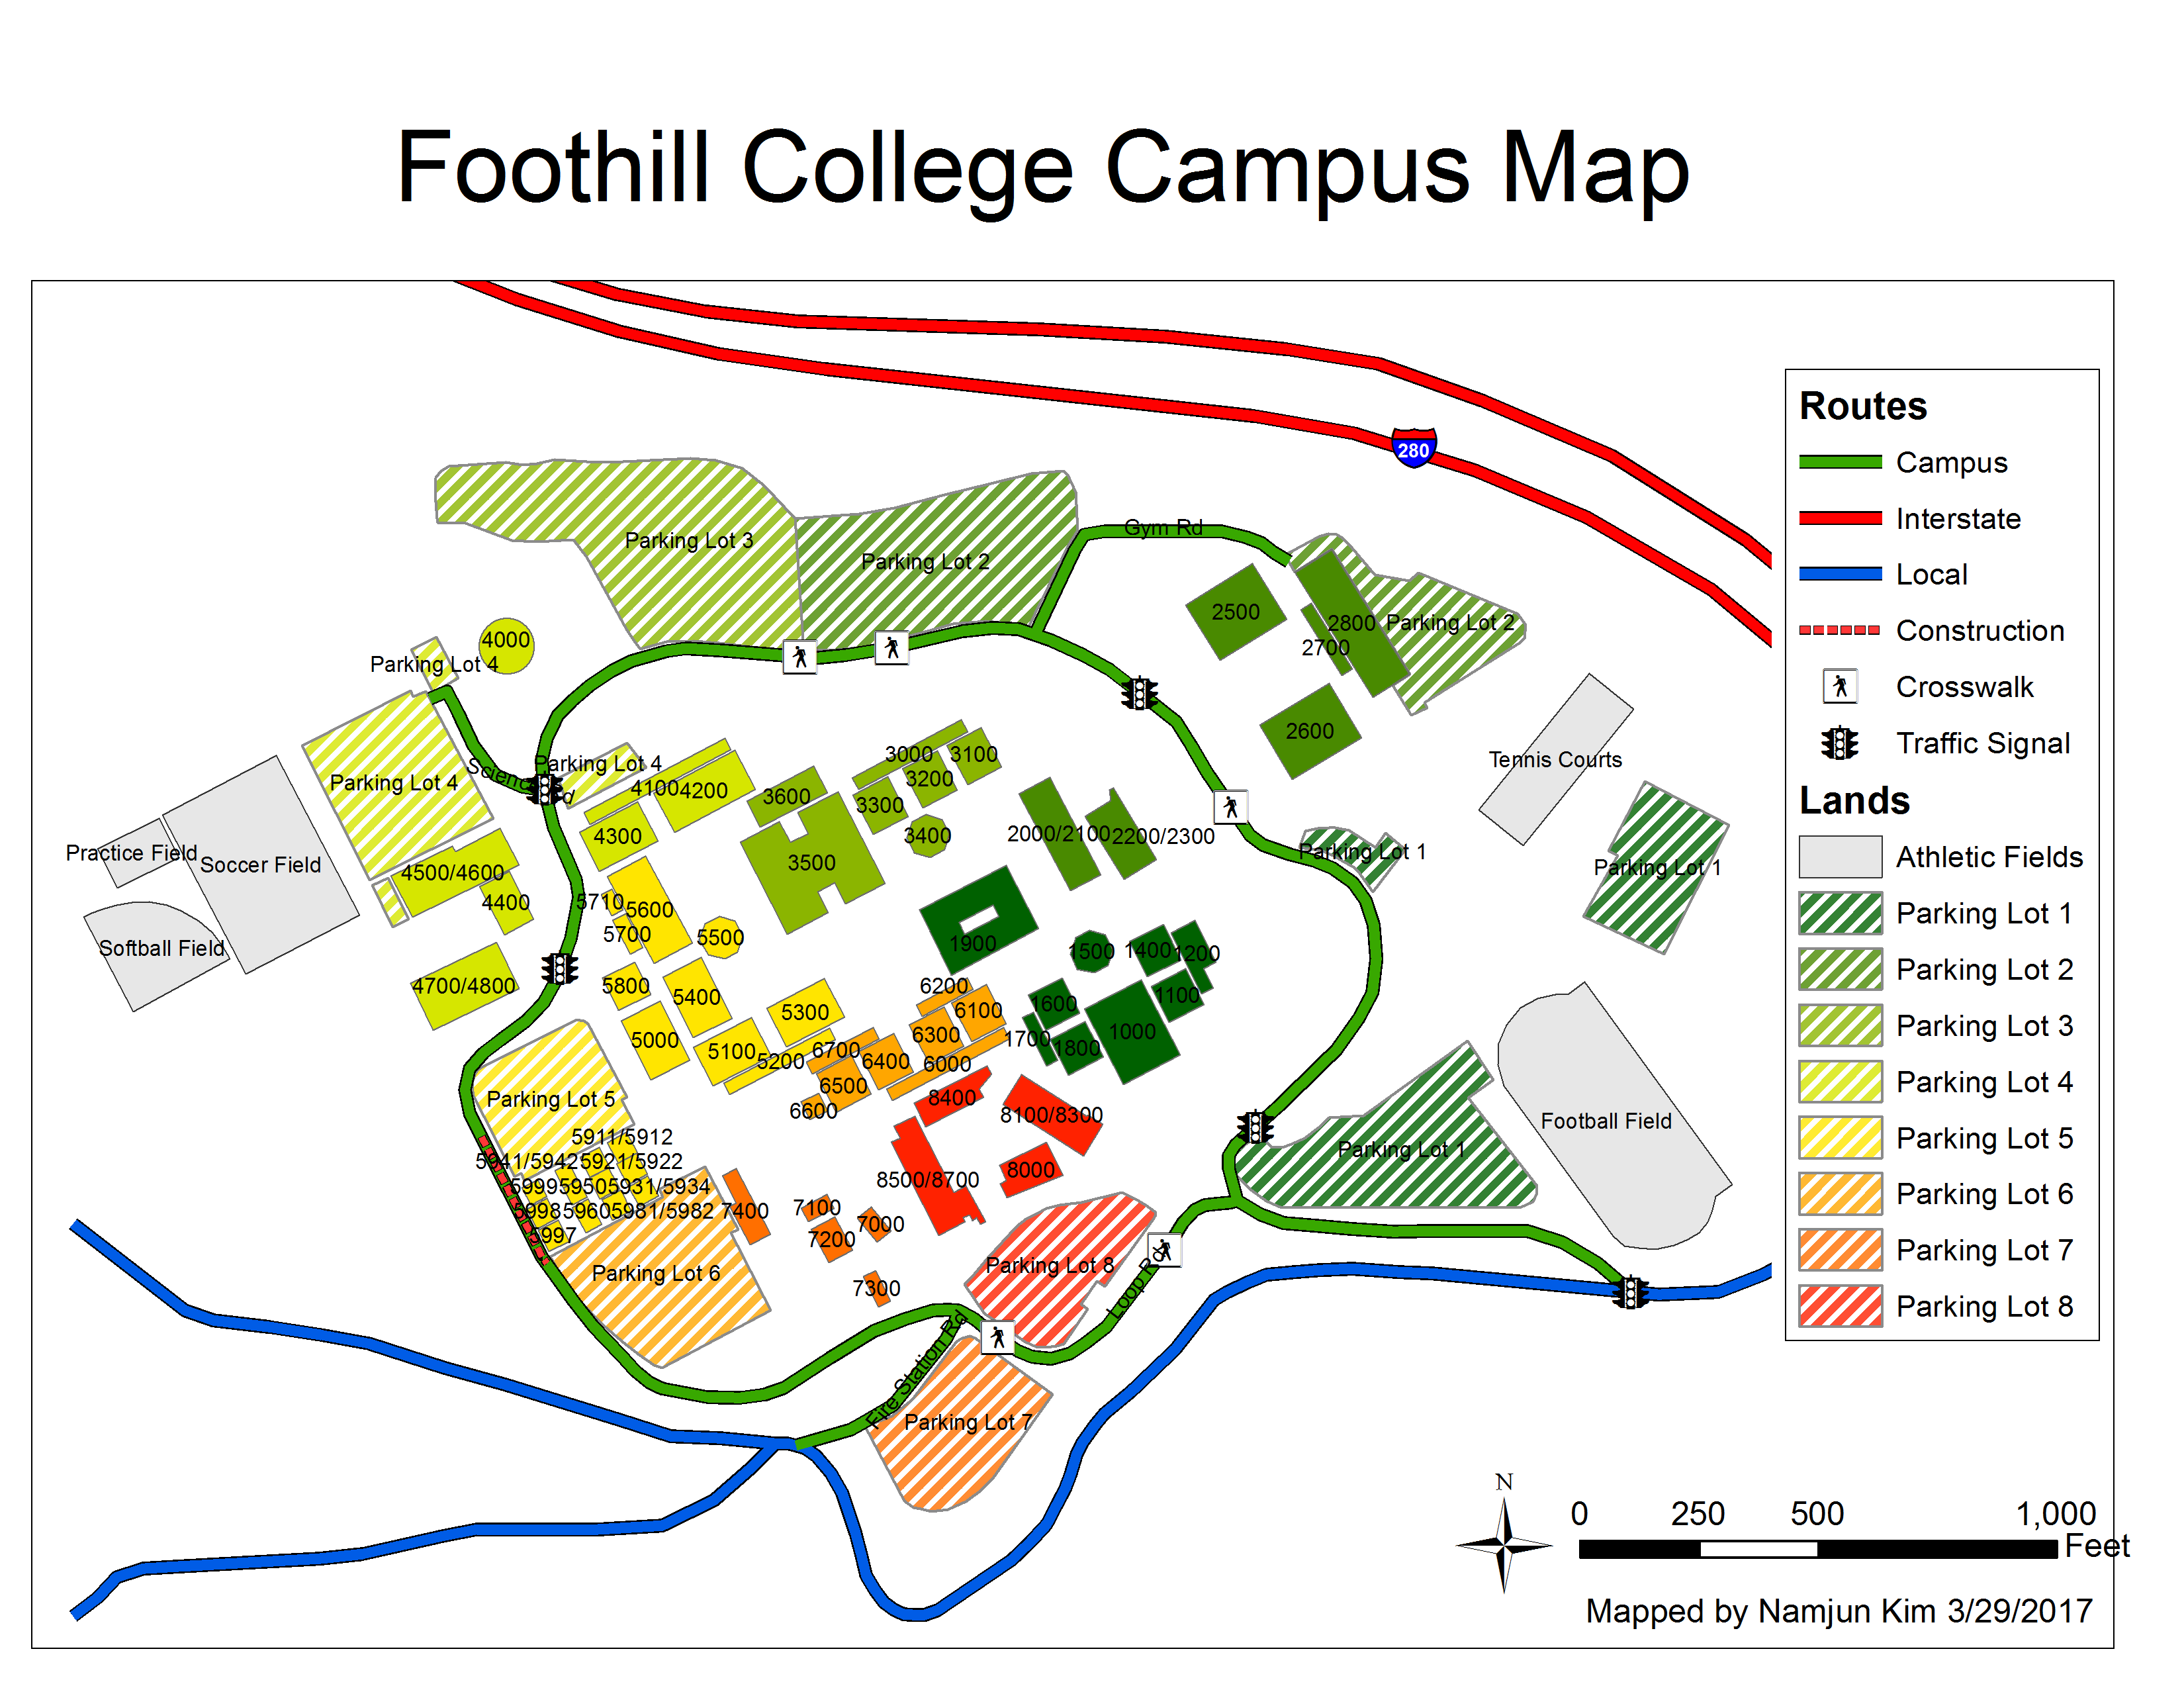 Foothill College Campus Map
280
Gym Rd
Parking Lot 3
Parking Lot 2
2500
2800
2700
Parking Lot 2
2600
4000
Parking Lot 4
Parking Lot 4
Parking Lot 4
Science Rd
Tennis Courts
Practice Field
Soccer Field
Softball Field
4100
4200
4300
4500/4600
4400
4700/4800
3600
3000
3100
3200
3300
3400
3500
2000/2100
2200/2300
Parking Lot 1
Parking Lot 1
5710
5600
5700
5500
5800
5400
5300
5000
5100
5200
1900
1500
1400
1200
1600
1100
1000
1700
1800
6200
6100
6300
6700
6400
6000
6500
6600
8400
8100/8300
8000
8500/8700
Parking Lot 5
5911/5912
5941/5942
5921/5922
5999
5950
5931/5934
5998
5960
5981/5982
5997
7400
7100
7000
7200
7300
Parking Lot 6
Parking Lot 8
Parking Lot 1
Football Field
Loop Rd
Fire Station Rd
Parking Lot 7
Routes
Campus
Interstate
Local
Construction
Crosswalk
Traffic Signal
Lands
Athletic Fields
Parking Lot 1
Parking Lot 2
Parking Lot 3
Parking Lot 4
Parking Lot 5
Parking Lot 6
Parking Lot 7
Parking Lot 8
N
0 250 500 1,000
Feet
Mapped by Namjun Kim 3/29/2017